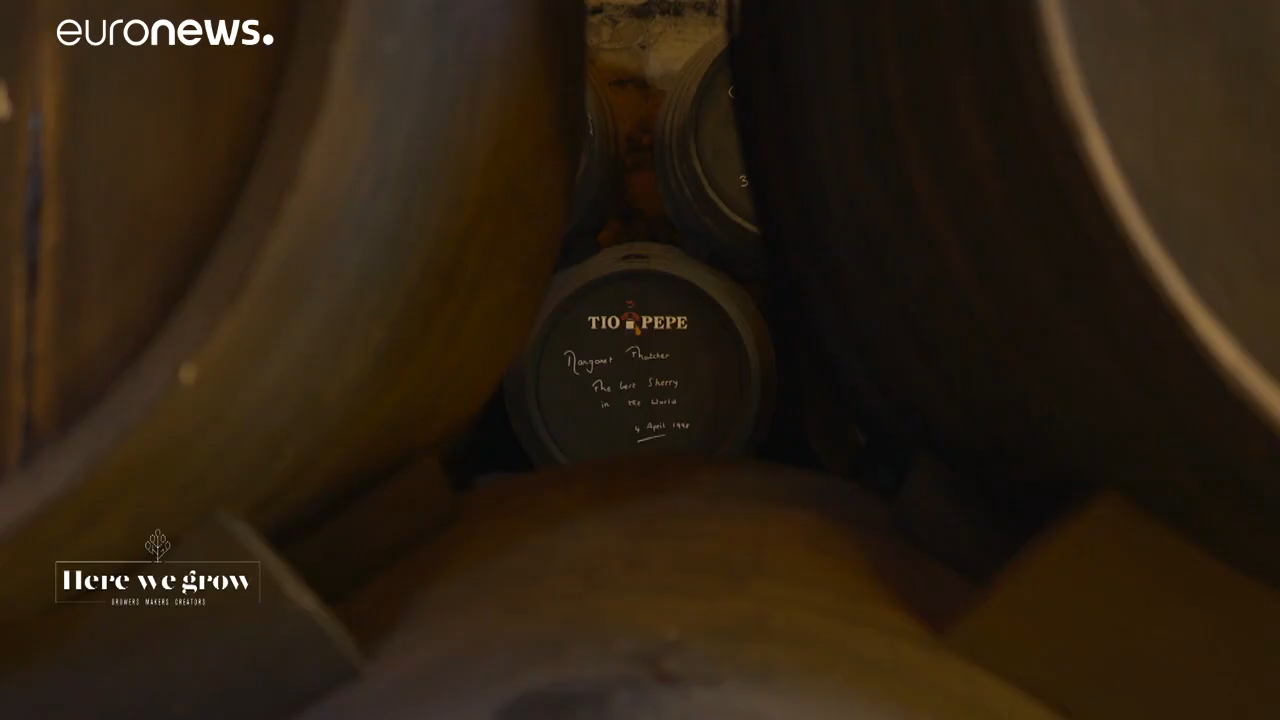 euronews.
3
TIO PEPE
Margaret Thatcher
The best Sherry
in the World
4 April 1998
Here we grow
GROWERS MAKERS CREATORS